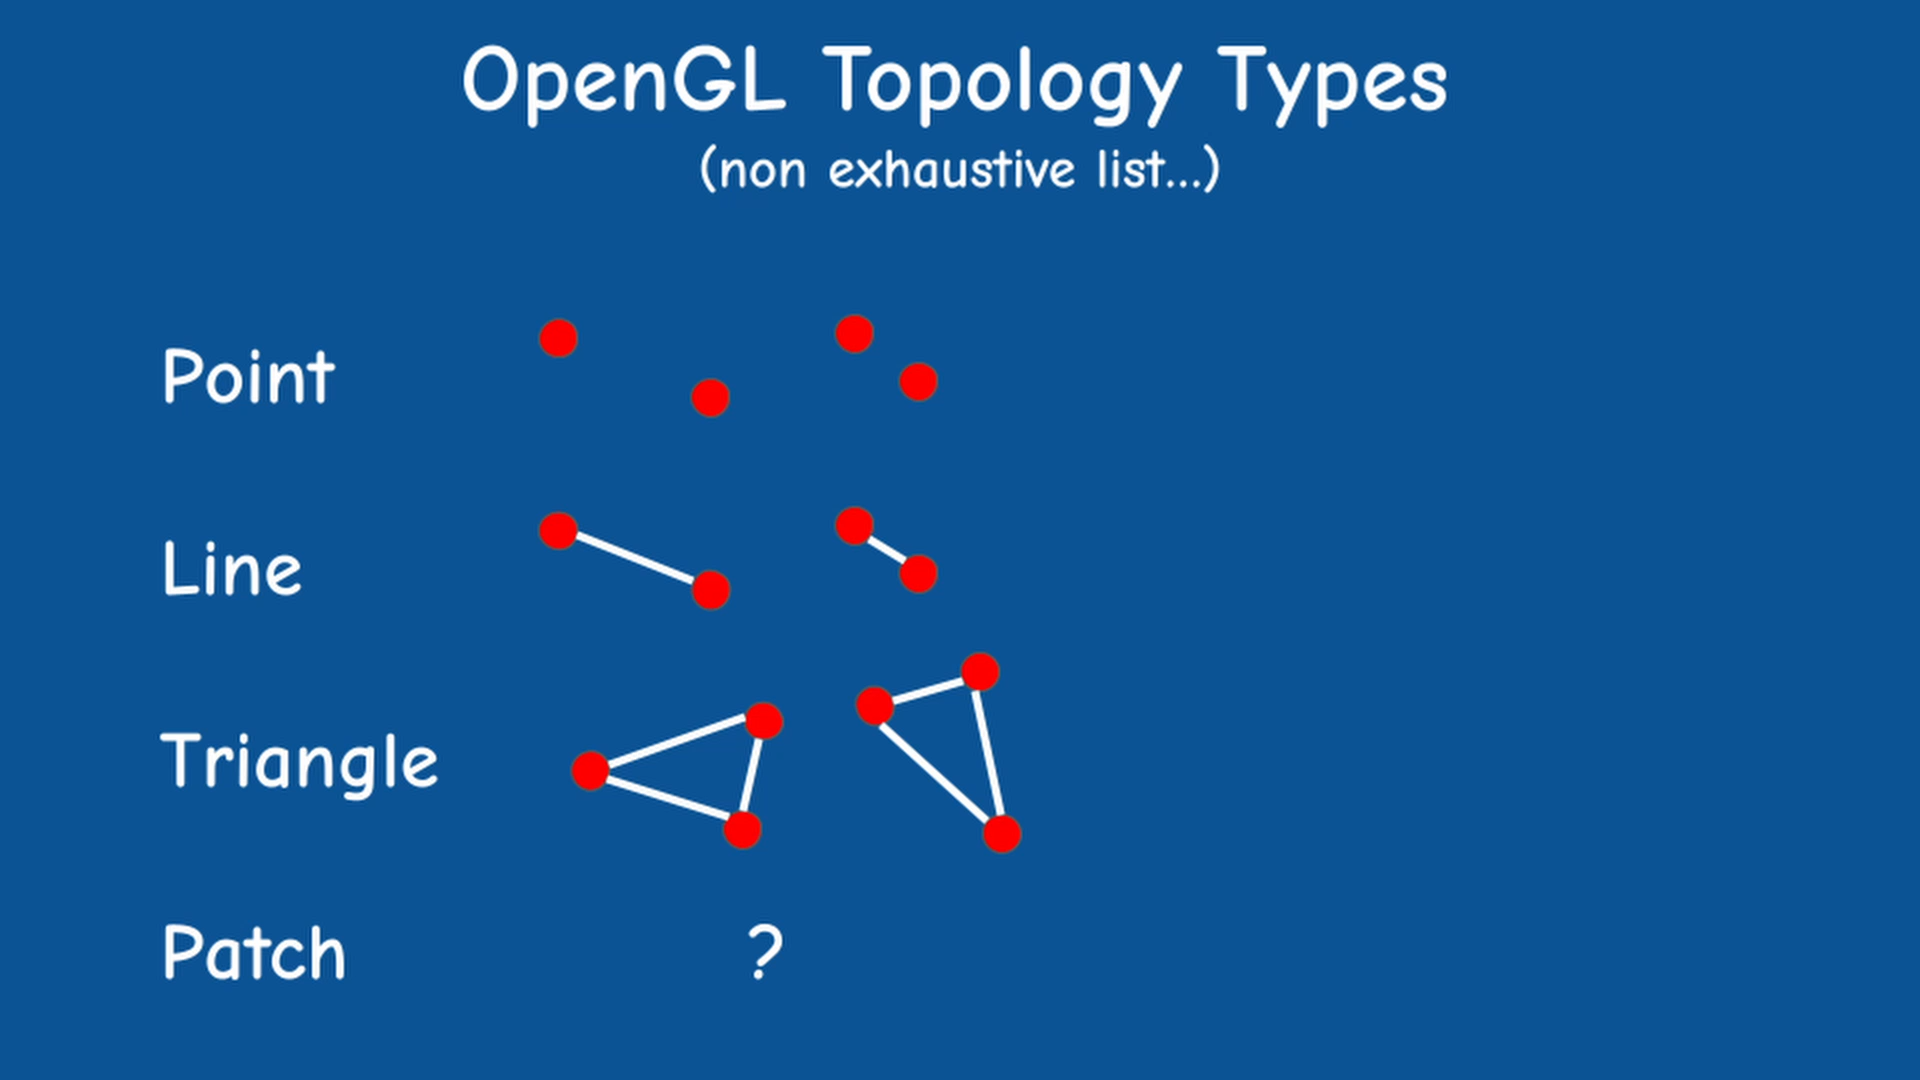 OpenGL Topology Types
(non exhaustive list...)
Point
Line
Triangle
Patch ?